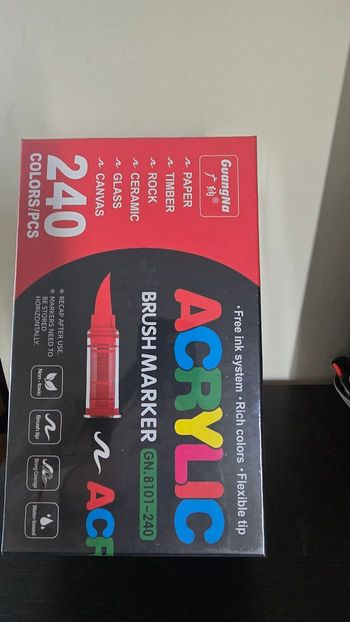 GuangNa
广纳®
PAPER
TIMBER
ROCK
CERAMIC
GLASS
CANVAS
240
COLORS/PCS
•Free ink system •Rich colors •Flexible tip
ACRYLIC
BRUSH MARKER GN.8101-240
ACR
※ RECAP AFTER USE.
※ MARKERS NEED TO
BE STORED
HORIZONTALLY.
Non-toxic
Brush tip
Strong Coverage
Water-based